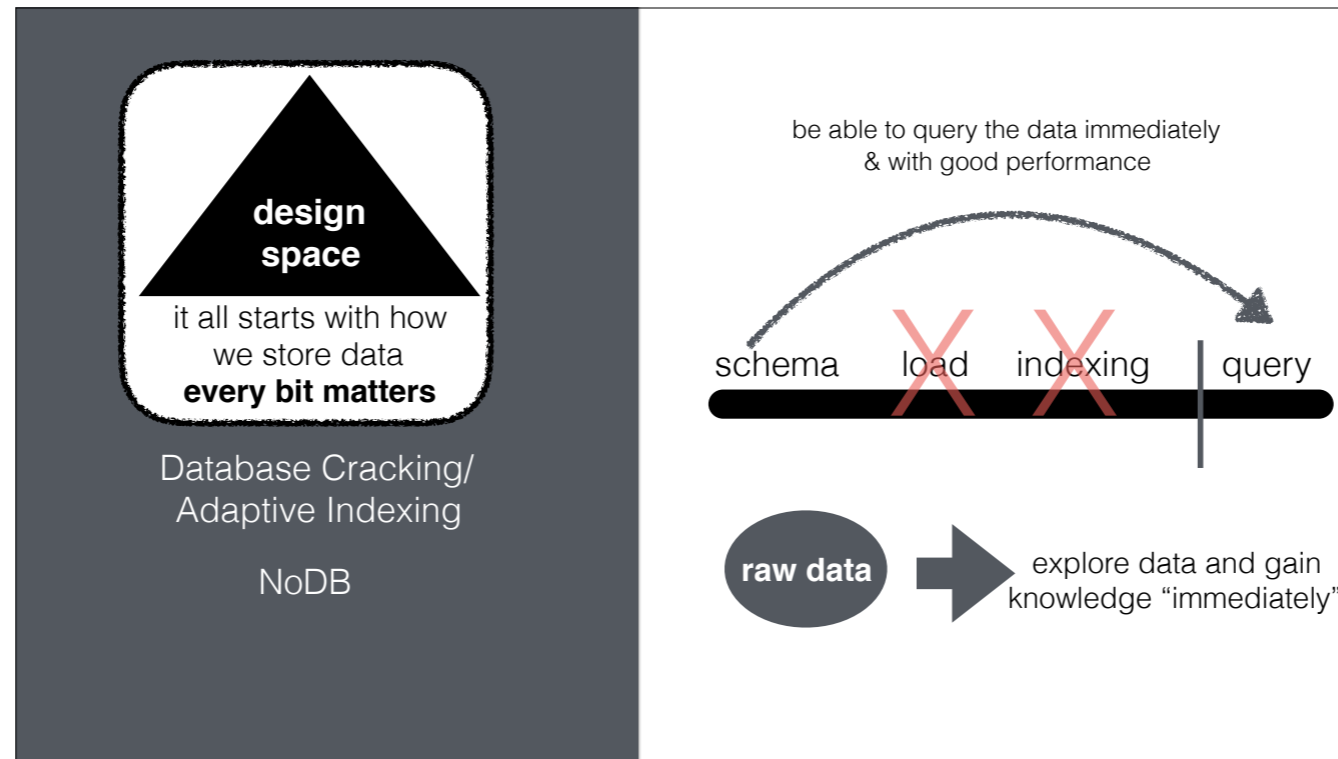 design
space
it all starts with how
we store data
every bit matters
Database Cracking/
Adaptive Indexing
NoDB
be able to query the data immediately
& with good performance
schema load indexing query
raw data
explore data and gain
knowledge “immediately”